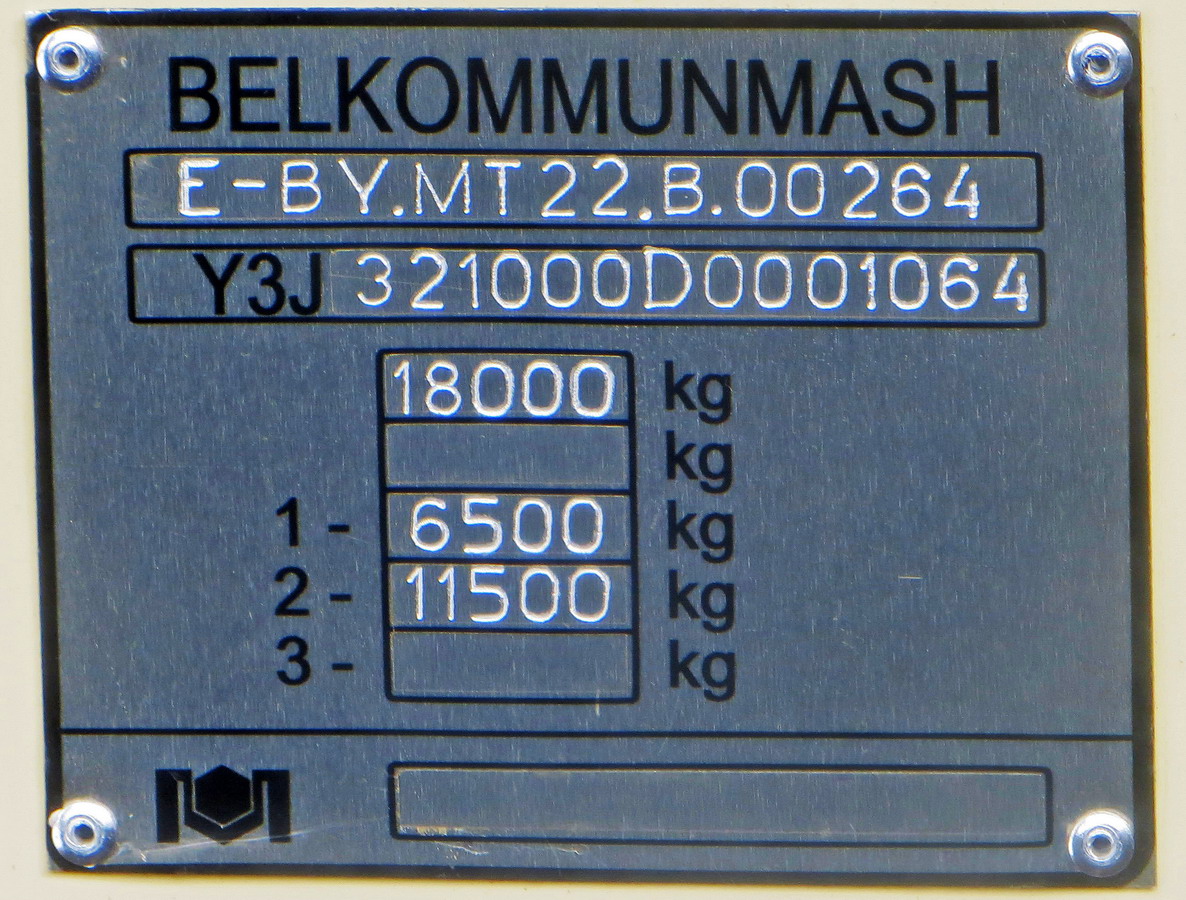 BELKOMMUNMASH
E-BY.MT22.B.00264
Y3J 321000D0001064
18000 kg
kg
1 - 6500 kg
2 - 11500 kg
3 - kg